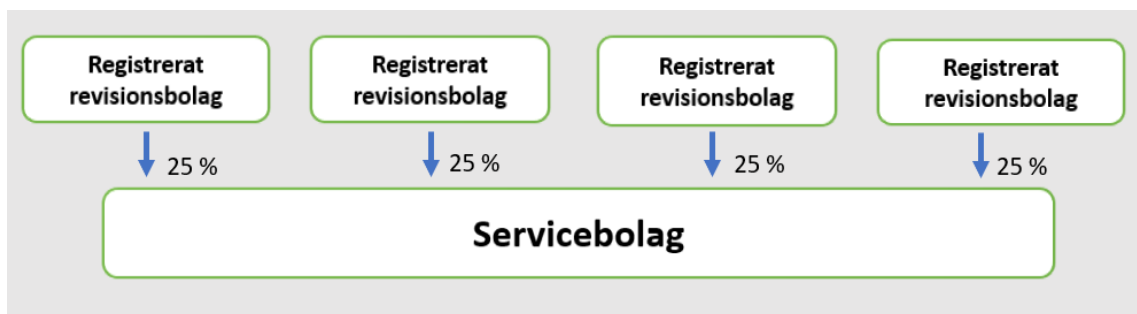 Registrerat
revisionsbolag
Registrerat
revisionsbolag
Registrerat
revisionsbolag
Registrerat
revisionsbolag
25 %
25 %
25 %
25 %
Servicebolag